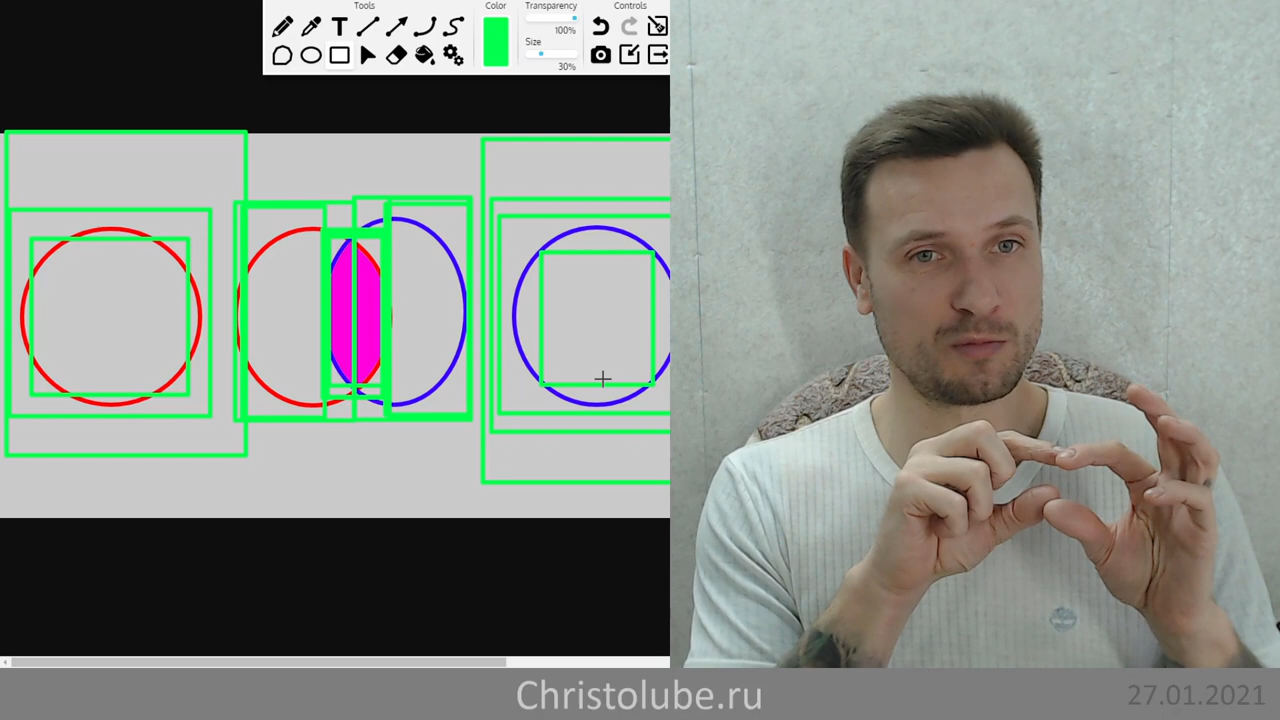 Tools
Color
Transparency
Controls
100%
Size
30%
T
Christolube.ru
27.01.2021